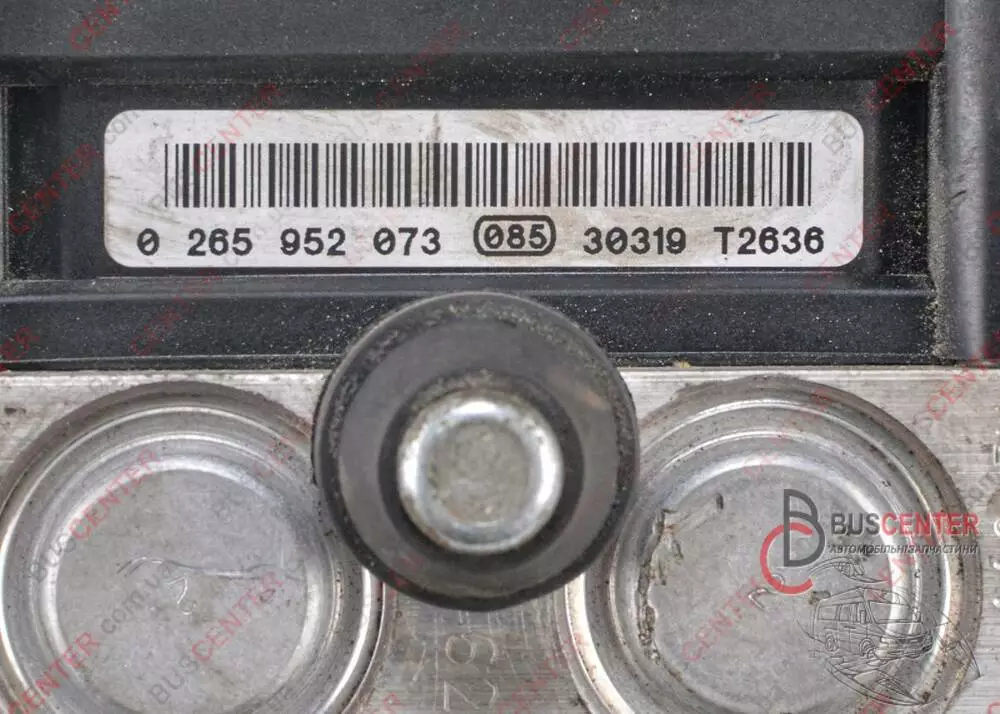 0 265 952 073 085 30319 T2636
BUSCENTER
АВТОМОБІЛЬНІ ЗАПЧАСТИНИ